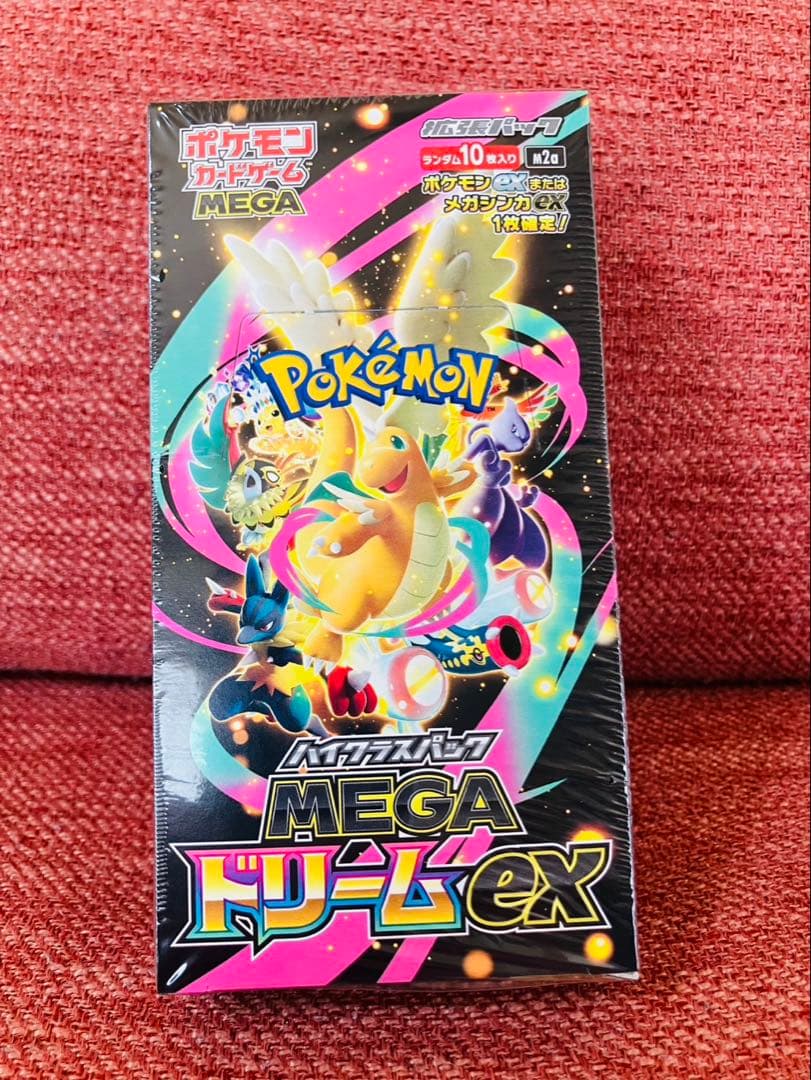 ポケモン
カードゲーム
MEGA
拡張パック
ランダム10枚入り M2a
ポケモンexまたは
メガシンカex
1枚確定!
POKéMON
TM
ハイクラスパック
MEGA
ドリームex